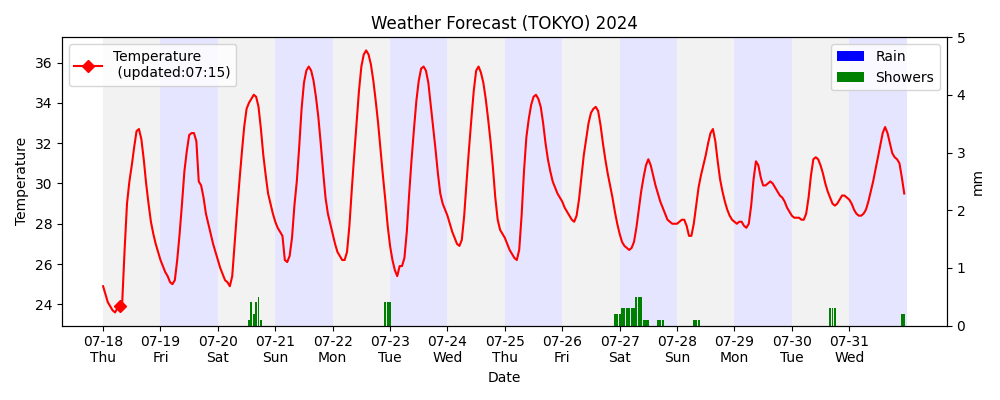 Weather Forecast (TOKYO) 2024
Temperature
(updated:07:15)
Rain
Showers
Temperature
36
34
32
30
28
26
24
5
4
3
2
1
0
mm
07-18 07-19 07-20 07-21 07-22 07-23 07-24 07-25 07-26 07-27 07-28 07-29 07-30 07-31
Thu Fri Sat Sun Mon Tue Wed Thu Fri Sat Sun Mon Tue Wed
Date